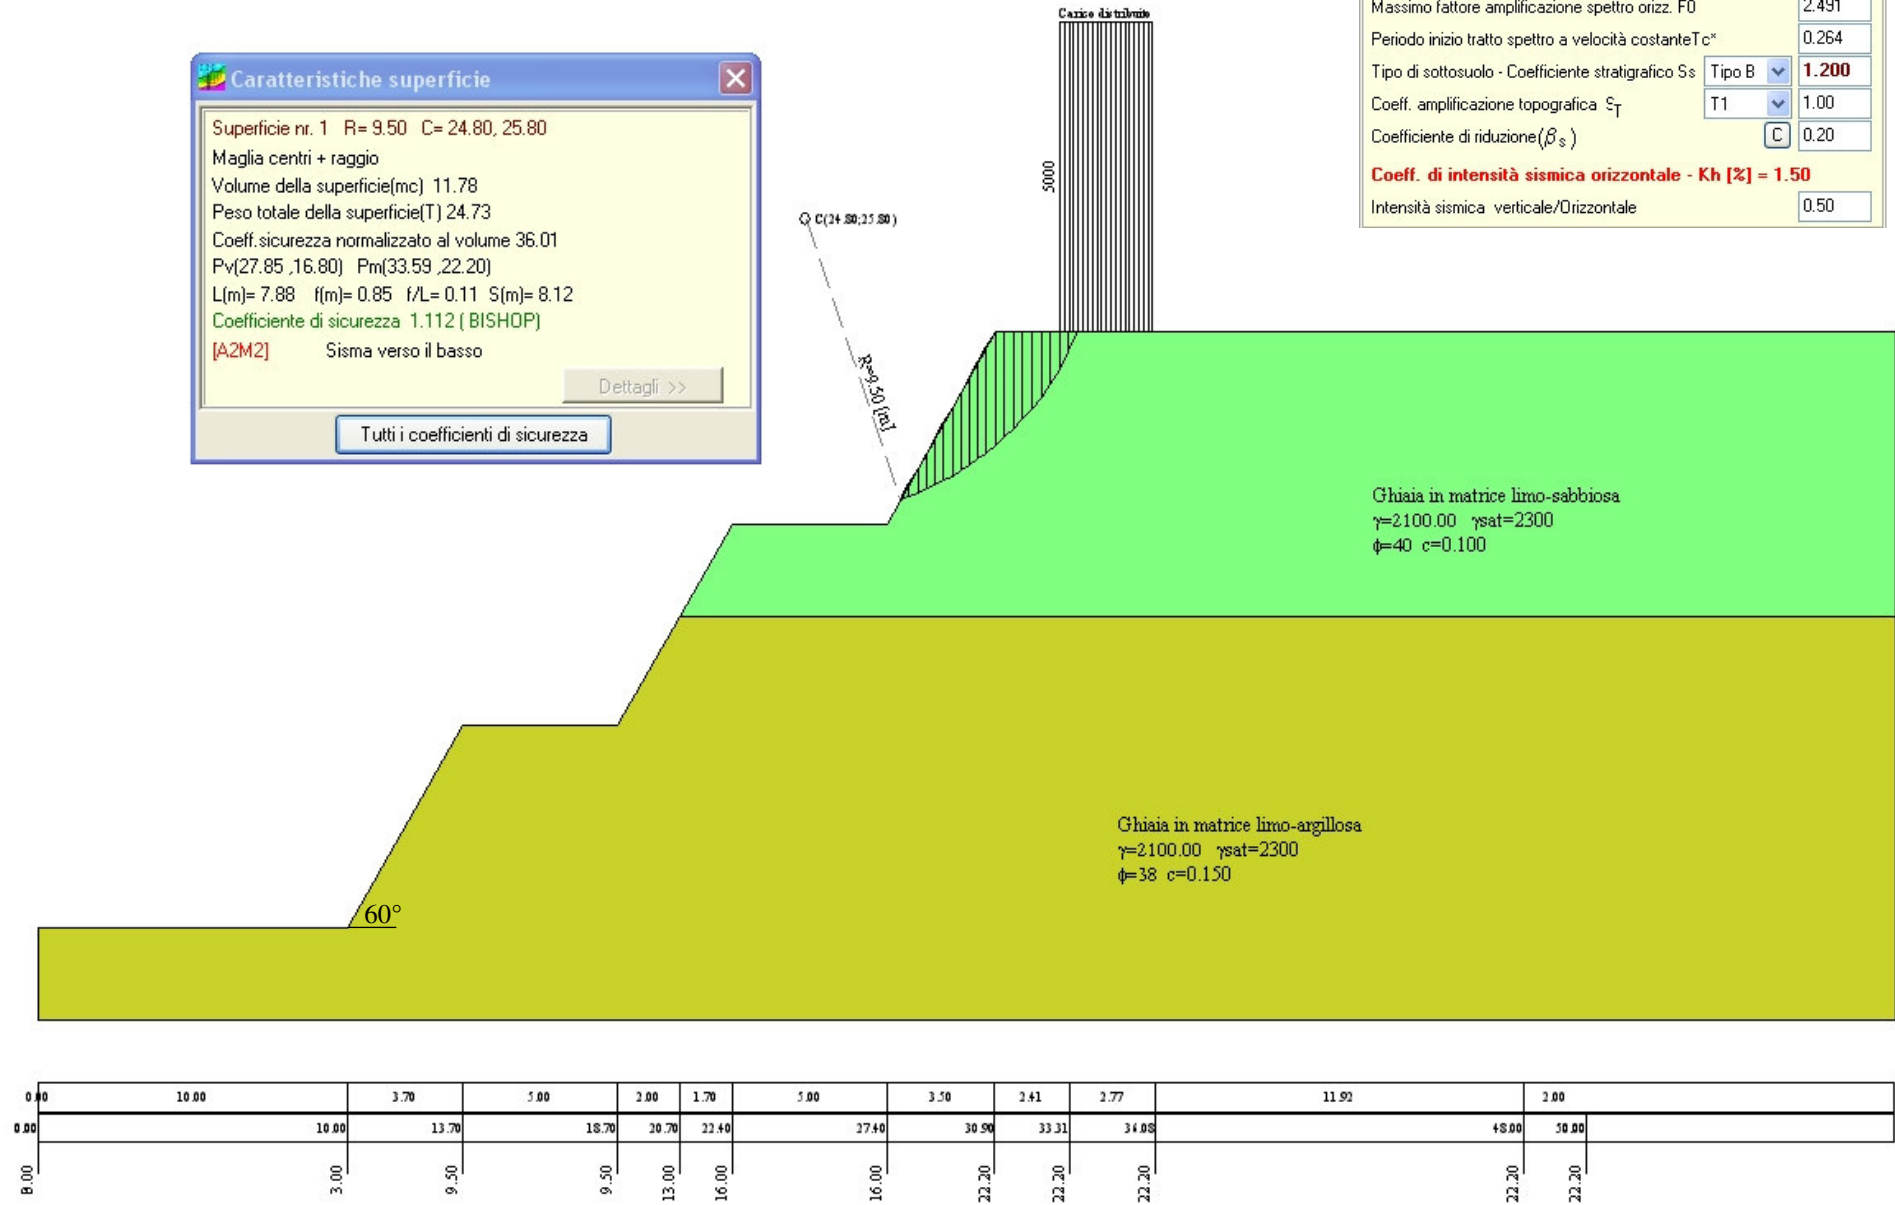 Carico distribuito
5000
Caratteristiche superficie
Superficie nr. 1 R= 9.50 C= 24.80, 25.80
Maglia centri + raggio
Volume della superficie(mc) 11.78
Peso totale della superficie(T) 24.73
Coeff.sicurezza normalizzato al volume 36.01
Pv(27.85 ,16.80) Pm(33.59 ,22.20)
L(m)= 7.88 f(m)= 0.85 f/L= 0.11 S(m)= 8.12
Coefficiente di sicurezza 1.112 ( BISHOP)
[A2M2] Sisma verso il basso
Dettagli >>
Tutti i coefficienti di sicurezza
Massimo fattore amplificazione spettro orizz. F0 2.491
Periodo inizio tratto spettro a velocità costanteTc* 0.264
Tipo di sottosuolo - Coefficiente stratigrafico Ss Tipo B 1.200
Coeff. amplificazione topografica ST T1 1.00
Coefficiente di riduzione(βs) C 0.20
Coeff. di intensità sismica orizzontale - Kh [%] = 1.50
Intensità sismica verticale/Orizzontale 0.50
C(24.80;25.80)
R=9.50 [m]
Ghiaia in matrice limo-sabbiosa
γ=2100.00 γsat=2300
ϕ=40 c=0.100
Ghiaia in matrice limo-argillosa
γ=2100.00 γsat=2300
ϕ=38 c=0.150
60°
0.00 10.00 3.70 5.00 2.00 1.70 5.00 3.50 2.41 2.77 11.92 2.00
0.00 10.00 13.70 18.70 20.70 22.40 27.40 30.90 33.31 48.00 50.00
3.00 9.50 9.50 13.00 16.00 16.00 22.20 22.20 22.20 22.20 22.20